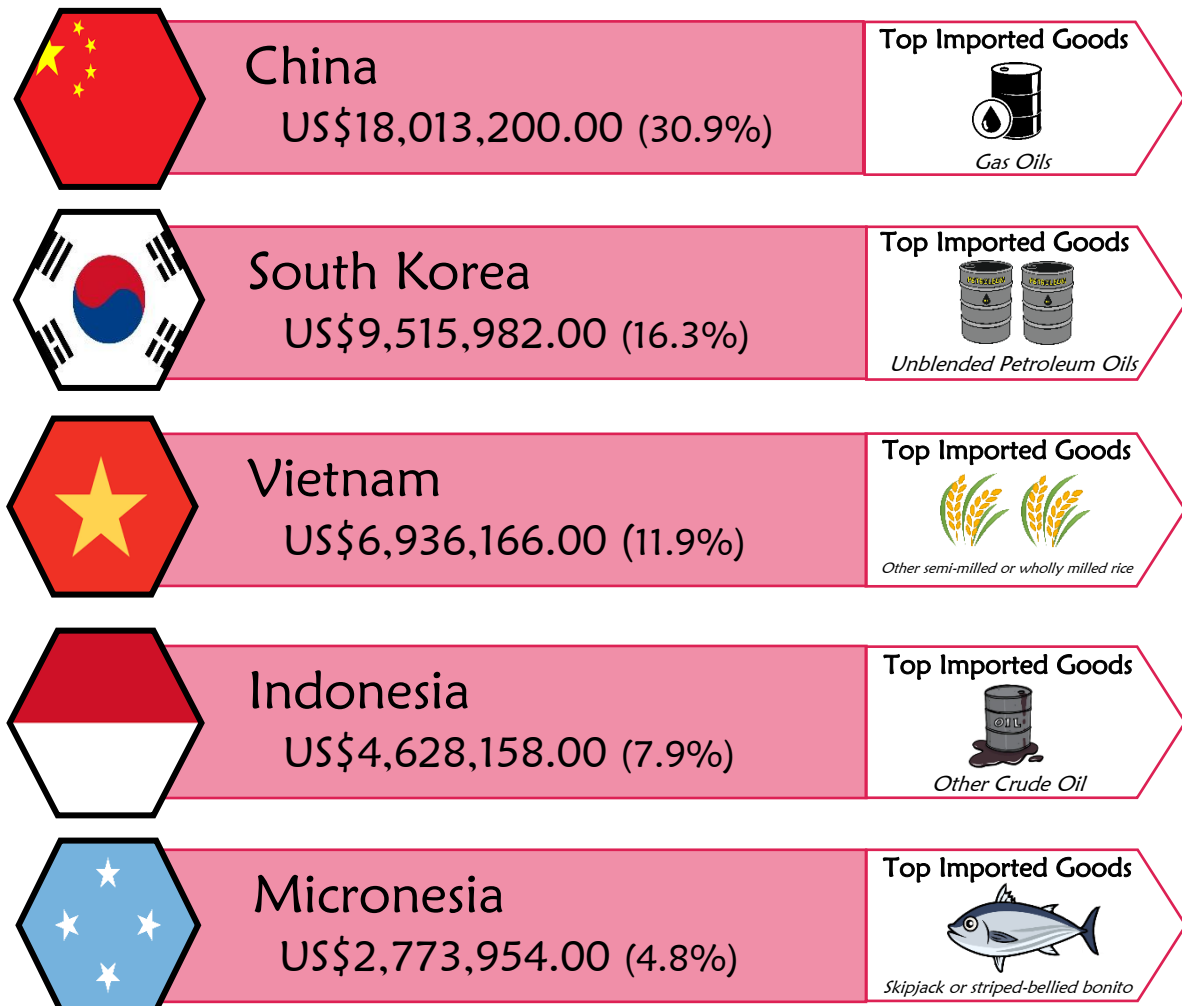 China
US$18,013,200.00 (30.9%)
Top Imported Goods
Gas Oils
South Korea
US$9,515,982.00 (16.3%)
Top Imported Goods
Unblended Petroleum Oils
Vietnam
US$6,936,166.00 (11.9%)
Top Imported Goods
Other semi-milled or wholly milled rice
Indonesia
US$4,628,158.00 (7.9%)
Top Imported Goods
OIL
Other Crude Oil
Micronesia
US$2,773,954.00 (4.8%)
Top Imported Goods
Skipjack or striped-bellied bonito